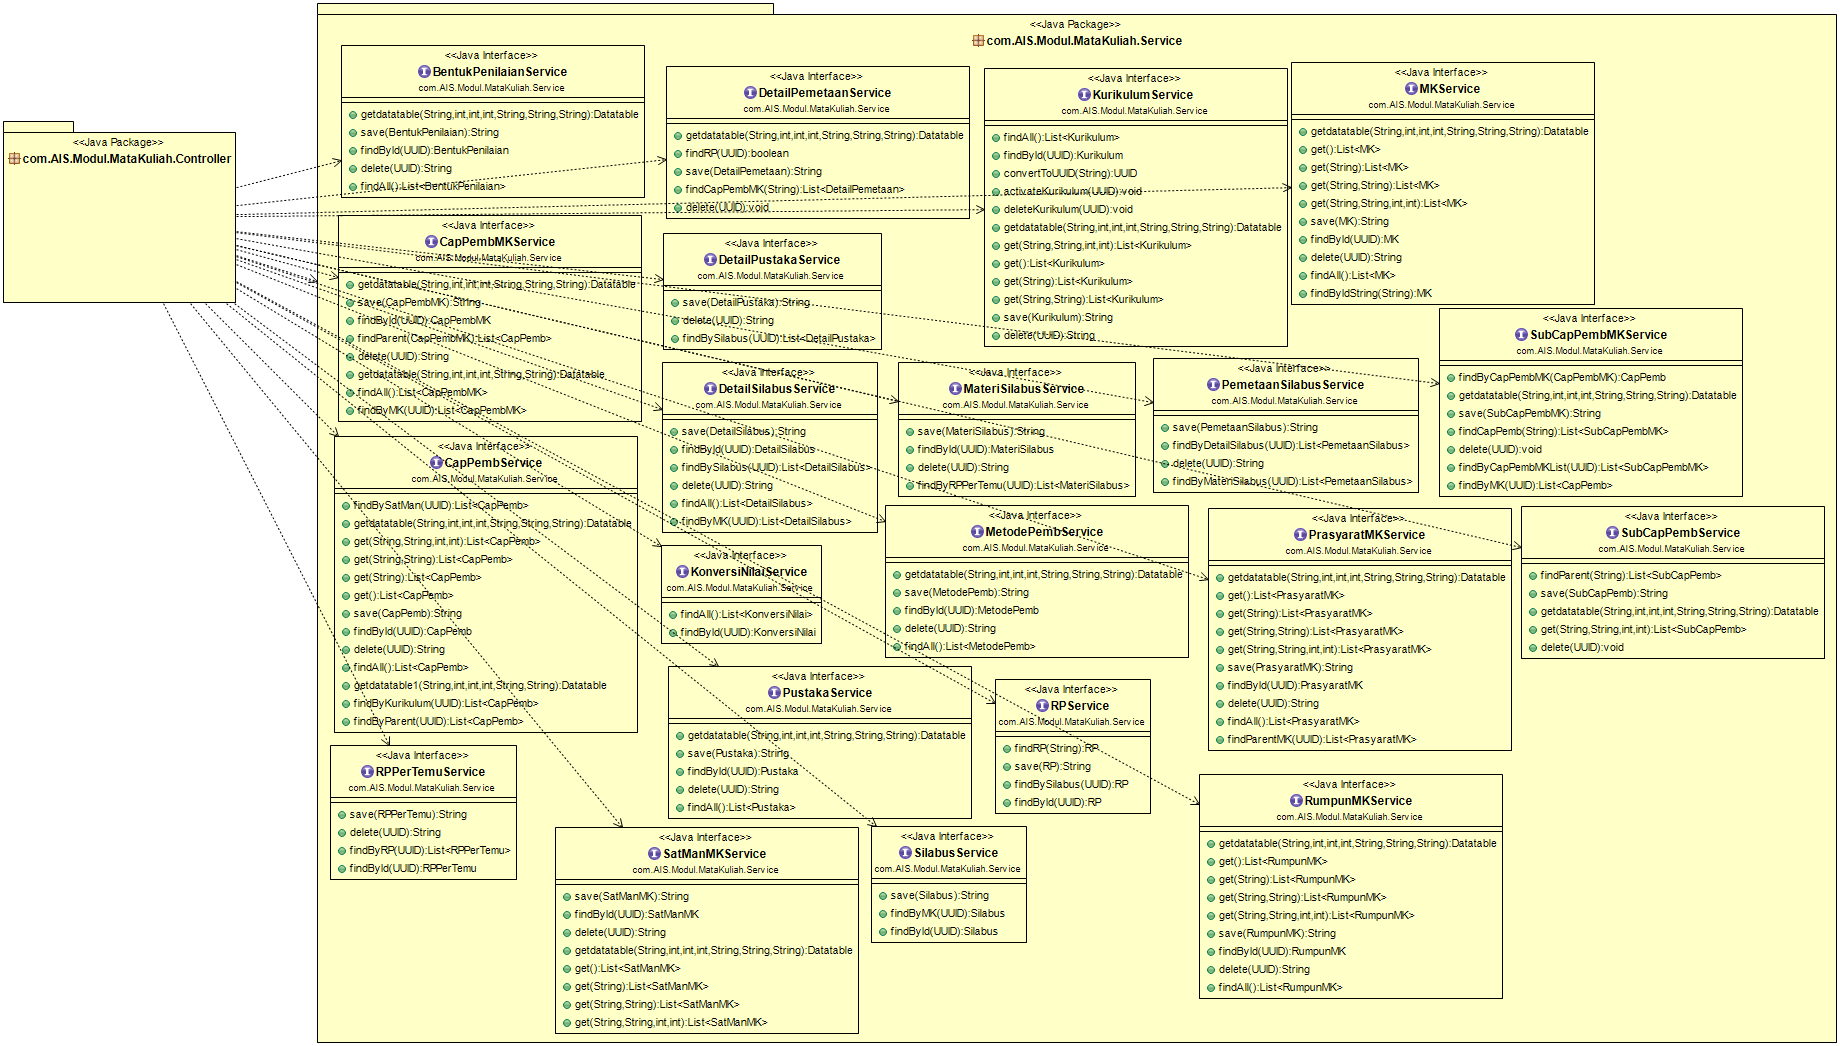 <<Java Package>>
com.AIS.Modul.MataKuliah.Controller
<<Java Package>>
com.AIS.Modul.MataKuliah.Service
<<Java Interface>>
BentukPenilaianService
com.AIS.Modul.MataKuliah.Service
getdatatable(String,int,int,int,String,String,String):Datatable
save(BentukPenilaian):String
findById(UUID):BentukPenilaian
delete(UUID):String
findAll():List<BentukPenilaian>
<<Java Interface>>
DetailPemetaanService
com.AIS.Modul.MataKuliah.Service
getdatatable(String,int,int,int,String,String,String):Datatable
findRP(UUID):boolean
save(DetailPemetaan):String
findCapPembMK(String):List<DetailPemetaan>
delete(UUID):void
<<Java Interface>>
KurikulumService
com.AIS.Modul.MataKuliah.Service
findAll():List<Kurikulum>
findById(UUID):Kurikulum
convertToUUID(String):UUID
activateKurikulum(UUID):void
deleteKurikulum(UUID):void
getdatatable(String,int,int,int,String,String,String):Datatable
get(String,String,int,int):List<Kurikulum>
get():List<Kurikulum>
get(String):List<Kurikulum>
get(String,String):List<Kurikulum>
save(Kurikulum):String
delete(UUID):String
<<Java Interface>>
MKService
com.AIS.Modul.MataKuliah.Service
getdatatable(String,int,int,int,String,String,String):Datatable
get():List<MK>
get(String):List<MK>
get(String,String):List<MK>
get(String,String,int,int):List<MK>
save(MK):String
findById(UUID):MK
delete(UUID):String
findAll():List<MK>
findByIdString(String):MK
<<Java Interface>>
CapPembMKService
com.AIS.Modul.MataKuliah.Service
getdatatable(String,int,int,int,String,String,String):Datatable
save(CapPembMK):String
findById(UUID):CapPembMK
findParent(CapPembMK):List<CapPemb>
delete(UUID):String
getdatatable(String,int,int,int,String,String):Datatable
findAll():List<CapPembMK>
findByMK(UUID):List<CapPembMK>
<<Java Interface>>
DetailPustakaService
com.AIS.Modul.MataKuliah.Service
save(DetailPustaka):String
delete(UUID):String
findBySilabus(UUID):List<DetailPustaka>
<<Java Interface>>
SubCapPembMKService
com.AIS.Modul.MataKuliah.Service
findByCapPembMK(CapPembMK):CapPemb
getdatatable(String,int,int,int,String,String,String):Datatable
save(SubCapPembMK):String
findCapPemb(String):List<SubCapPembMK>
delete(UUID):void
findByCapPembMKList(UUID):List<SubCapPembMK>
findByMK(UUID):List<CapPemb>
<<Java Interface>>
DetailSilabusService
com.AIS.Modul.MataKuliah.Service
save(DetailSilabus):String
findById(UUID):DetailSilabus
findBySilabus(UUID):List<DetailSilabus>
delete(UUID):String
findAll():List<DetailSilabus>
findByMK(UUID):List<DetailSilabus>
<<Java Interface>>
MateriSilabusService
com.AIS.Modul.MataKuliah.Service
save(MateriSilabus):String
findById(UUID):MateriSilabus
delete(UUID):String
findByRPPerTemu(UUID):List<MateriSilabus>
<<Java Interface>>
PemetaanSilabusService
com.AIS.Modul.MataKuliah.Service
save(PemetaanSilabus):String
findByDetailSilabus(UUID):List<PemetaanSilabus>
delete(UUID):String
findByMateriSilabus(UUID):List<PemetaanSilabus>
<<Java Interface>>
CapPembService
com.AIS.Modul.MataKuliah.Service
findBySatMan(UUID):List<CapPemb>
getdatatable(String,int,int,int,String,String,String):Datatable
get(String,String,int,int):List<CapPemb>
get(String,String):List<CapPemb>
get(String):List<CapPemb>
get():List<CapPemb>
save(CapPemb):String
findById(UUID):CapPemb
delete(UUID):String
findAll():List<CapPemb>
getdatatable1(String,int,int,int,String,String):Datatable
findByKurikulum(UUID):List<CapPemb>
findByParent(UUID):List<CapPemb>
<<Java Interface>>
KonversiNilaiService
com.AIS.Modul.MataKuliah.Service
findAll():List<KonversiNilai>
findById(UUID):KonversiNilai
<<Java Interface>>
MetodePembService
com.AIS.Modul.MataKuliah.Service
getdatatable(String,int,int,int,String,String,String):Datatable
save(MetodePemb):String
findById(UUID):MetodePemb
delete(UUID):String
findAll():List<MetodePemb>
<<Java Interface>>
PrasyaratMKService
com.AIS.Modul.MataKuliah.Service
getdatatable(String,int,int,int,String,String,String):Datatable
get():List<PrasyaratMK>
get(String):List<PrasyaratMK>
get(String,String):List<PrasyaratMK>
get(String,String,int,int):List<PrasyaratMK>
save(PrasyaratMK):String
findById(UUID):PrasyaratMK
delete(UUID):String
findAll():List<PrasyaratMK>
findParentMK(UUID):List<PrasyaratMK>
<<Java Interface>>
SubCapPembService
com.AIS.Modul.MataKuliah.Service
findParent(String):List<SubCapPemb>
save(SubCapPemb):String
getdatatable(String,int,int,int,String,String,String):Datatable
get(String,String,int,int):List<SubCapPemb>
delete(UUID):void
<<Java Interface>>
PustakaService
com.AIS.Modul.MataKuliah.Service
getdatatable(String,int,int,int,String,String,String):Datatable
save(Pustaka):String
findById(UUID):Pustaka
delete(UUID):String
findAll():List<Pustaka>
<<Java Interface>>
RPService
com.AIS.Modul.MataKuliah.Service
findRP(String):RP
save(RP):String
findBySilabus(UUID):RP
findById(UUID):RP
<<Java Interface>>
RPPerTemuService
com.AIS.Modul.MataKuliah.Service
save(RPPerTemu):String
delete(UUID):String
findByRP(UUID):List<RPPerTemu>
findById(UUID):RPPerTemu
<<Java Interface>>
SatManMKService
com.AIS.Modul.MataKuliah.Service
save(SatManMK):String
findById(UUID):SatManMK
delete(UUID):String
getdatatable(String,int,int,int,String,String,String):Datatable
get():List<SatManMK>
get(String):List<SatManMK>
get(String,String):List<SatManMK>
get(String,String,int,int):List<SatManMK>
<<Java Interface>>
SilabusService
com.AIS.Modul.MataKuliah.Service
save(Silabus):String
findByMK(UUID):Silabus
findById(UUID):Silabus
<<Java Interface>>
RumpunMKService
com.AIS.Modul.MataKuliah.Service
getdatatable(String,int,int,int,String,String,String):Datatable
get():List<RumpunMK>
get(String):List<RumpunMK>
get(String,String):List<RumpunMK>
get(String,String,int,int):List<RumpunMK>
save(RumpunMK):String
findById(UUID):RumpunMK
delete(UUID):String
findAll():List<RumpunMK>